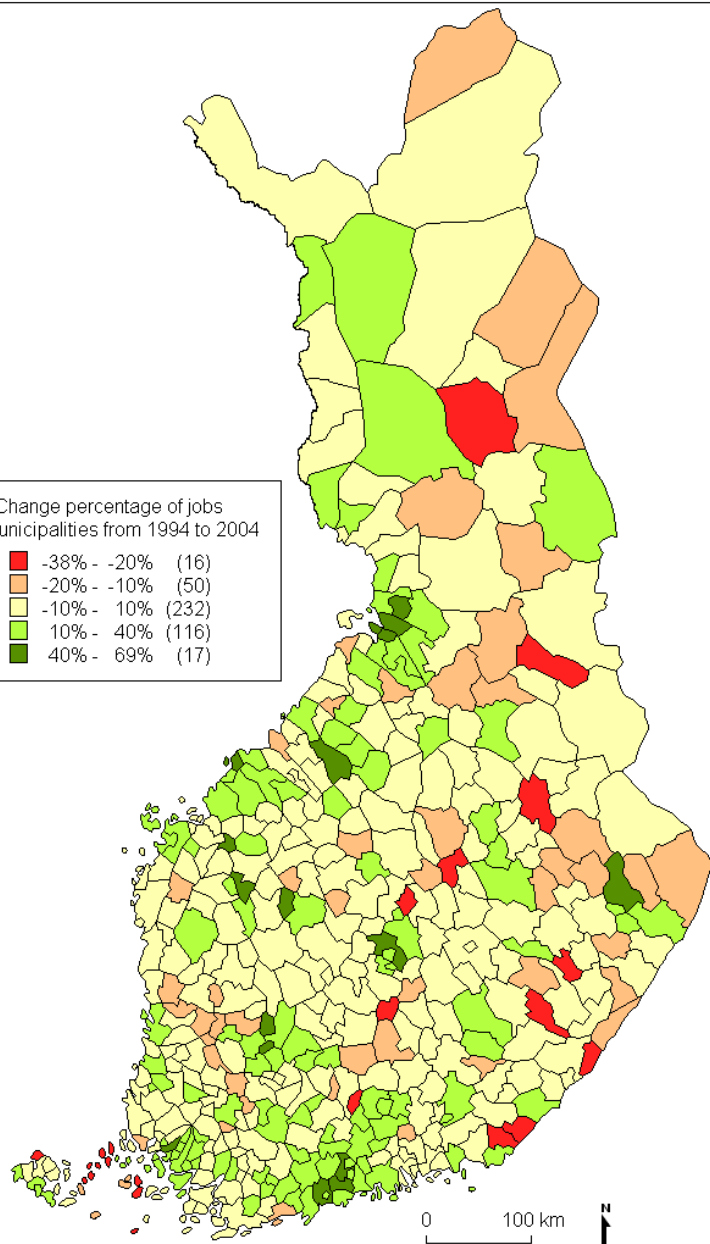 Change percentage of jobs
unicipalities from 1994 to 2004
-38% - -20% (16)
-20% - -10% (50)
-10% - 10% (232)
10% - 40% (116)
40% - 69% (17)
N
0 100 km